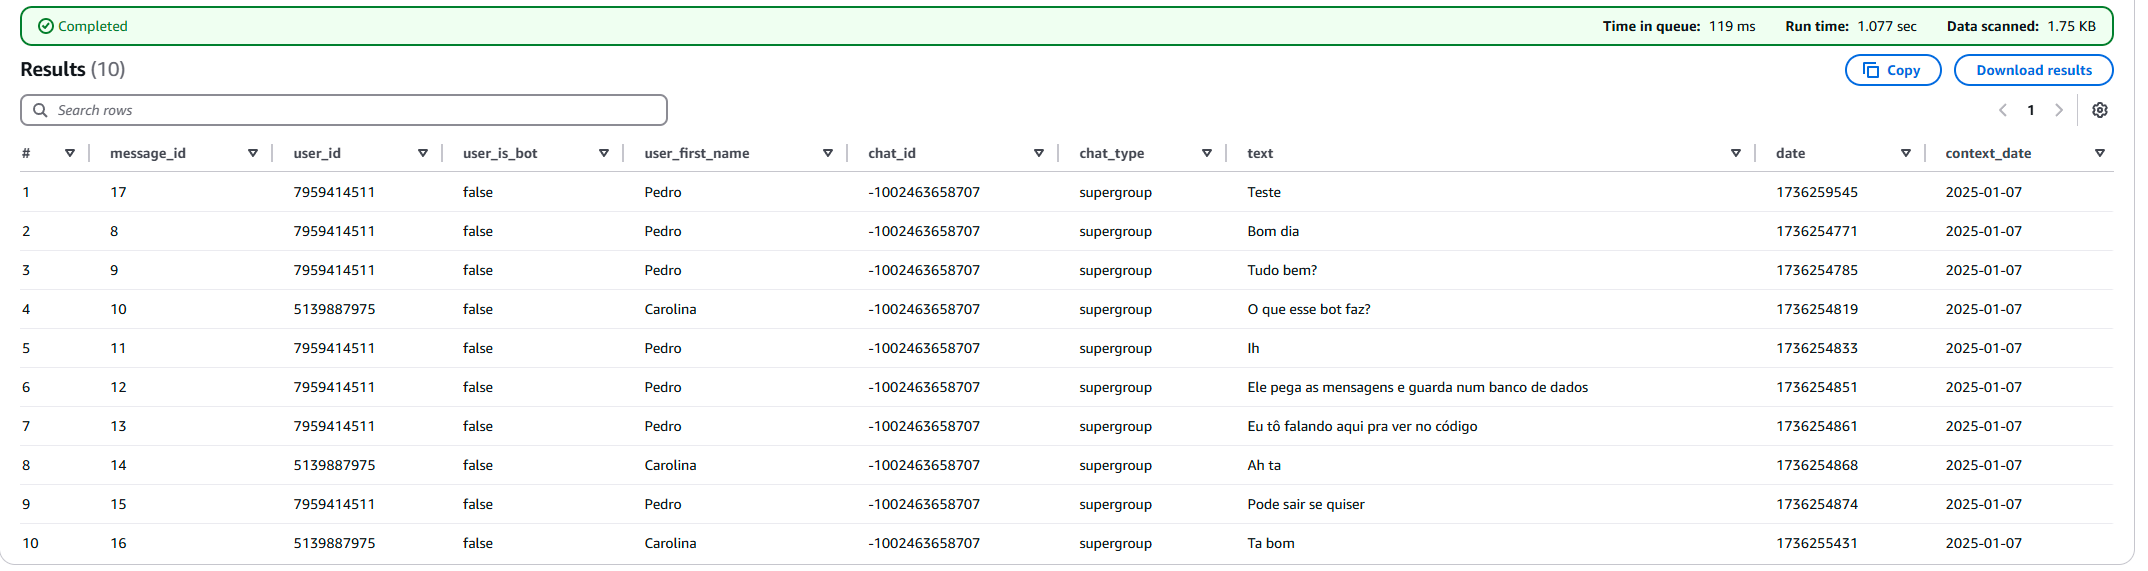 Completed Time in queue: 119 ms Run time: 1.077 sec Data scanned: 1.75 KB
Results (10) Copy Download results
Search rows 1
# message_id user_id user_is_bot user_first_name chat_id chat_type text date context_date
1 17 7959414511 false Pedro -1002463658707 supergroup Teste 1736259545 2025-01-07
2 8 7959414511 false Pedro -1002463658707 supergroup Bom dia 1736254771 2025-01-07
3 9 7959414511 false Pedro -1002463658707 supergroup Tudo bem? 1736254785 2025-01-07
4 10 5139887975 false Carolina -1002463658707 supergroup O que esse bot faz? 1736254819 2025-01-07
5 11 7959414511 false Pedro -1002463658707 supergroup Ih 1736254833 2025-01-07
6 12 7959414511 false Pedro -1002463658707 supergroup Ele pega as mensagens e guarda num banco de dados 1736254851 2025-01-07
7 13 7959414511 false Pedro -1002463658707 supergroup Eu tô falando aqui pra ver no código 1736254861 2025-01-07
8 14 5139887975 false Carolina -1002463658707 supergroup Ah ta 1736254868 2025-01-07
9 15 7959414511 false Pedro -1002463658707 supergroup Pode sair se quiser 1736254874 2025-01-07
10 16 5139887975 false Carolina -1002463658707 supergroup Ta bom 1736255431 2025-01-07